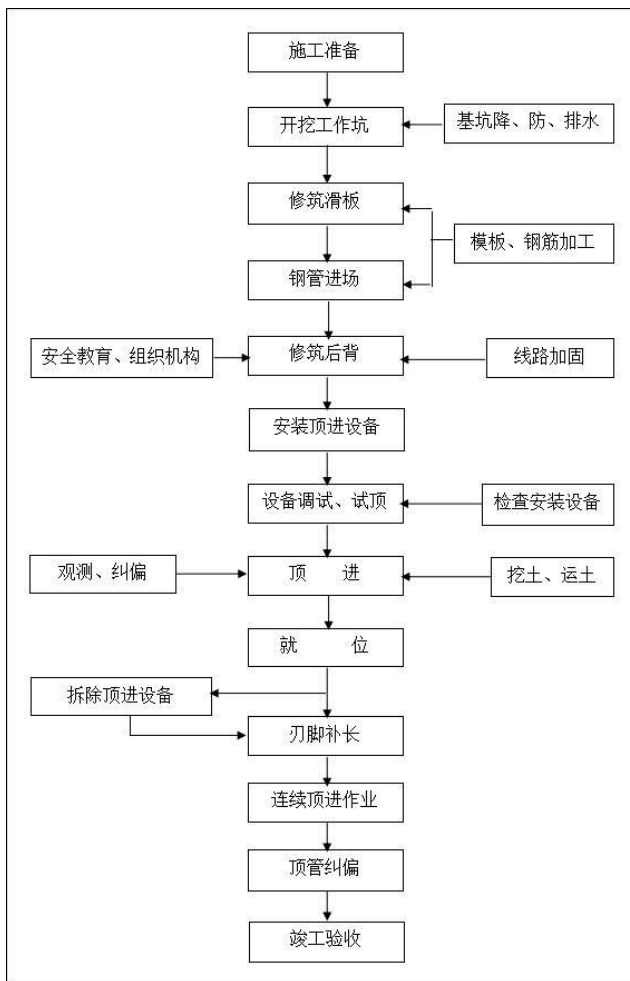 施工准备
开挖工作坑
基坑降、防、排水
修筑滑板
模板、钢筋加工
钢管进场
安全教育、组织机构
修筑后背
线路加固
安装顶进设备
设备调试、试顶
检查安装设备
观测、纠偏
顶 进
挖土、运土
就 位
拆除顶进设备
刃脚补长
连续顶进作业
顶管纠偏
竣工验收